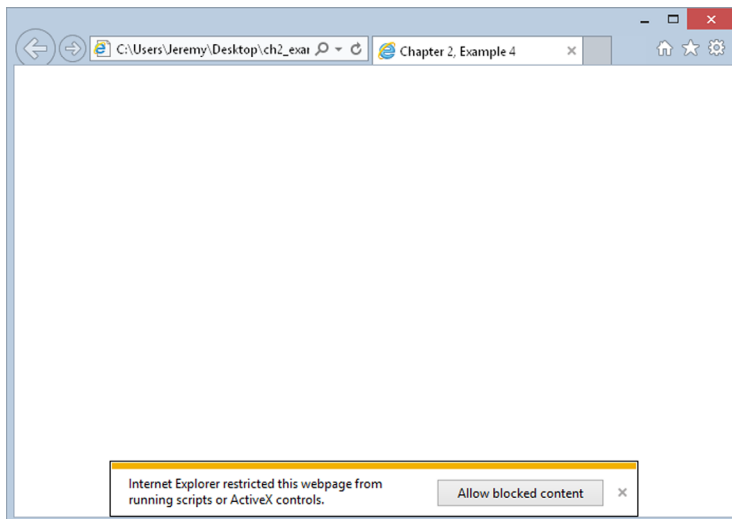 C:\Users\Jeremy\Desktop\ch2_exar
Chapter 2, Example 4
Internet Explorer restricted this webpage from
running scripts or ActiveX controls.
Allow blocked content